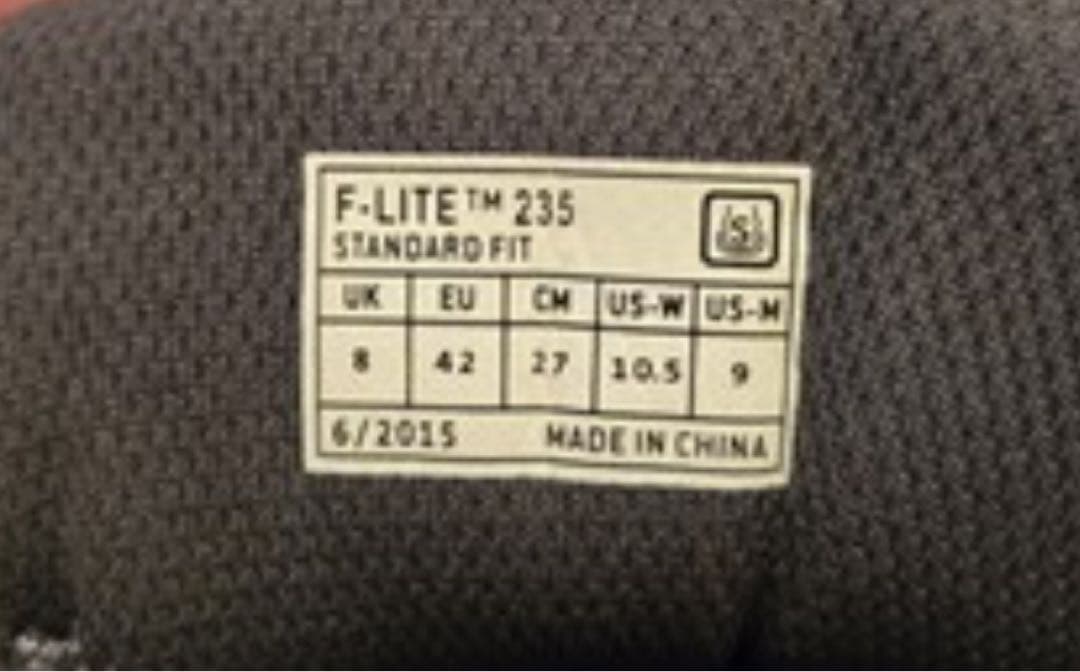 F-LITE™ 235
STANDARD FIT
S
UK EU CM US-W US-M
8 42 27 10.5 9
6/2015 MADE IN CHINA